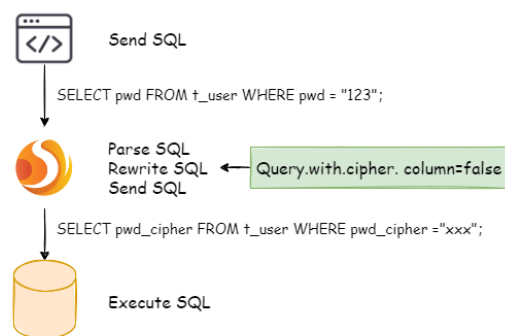 </>
Send SQL
SELECT pwd FROM t_user WHERE pwd = "123";
Parse SQL
Rewrite SQL
Send SQL
Query.with.cipher. column=false
SELECT pwd_cipher FROM t_user WHERE pwd_cipher ="xxx";
Execute SQL